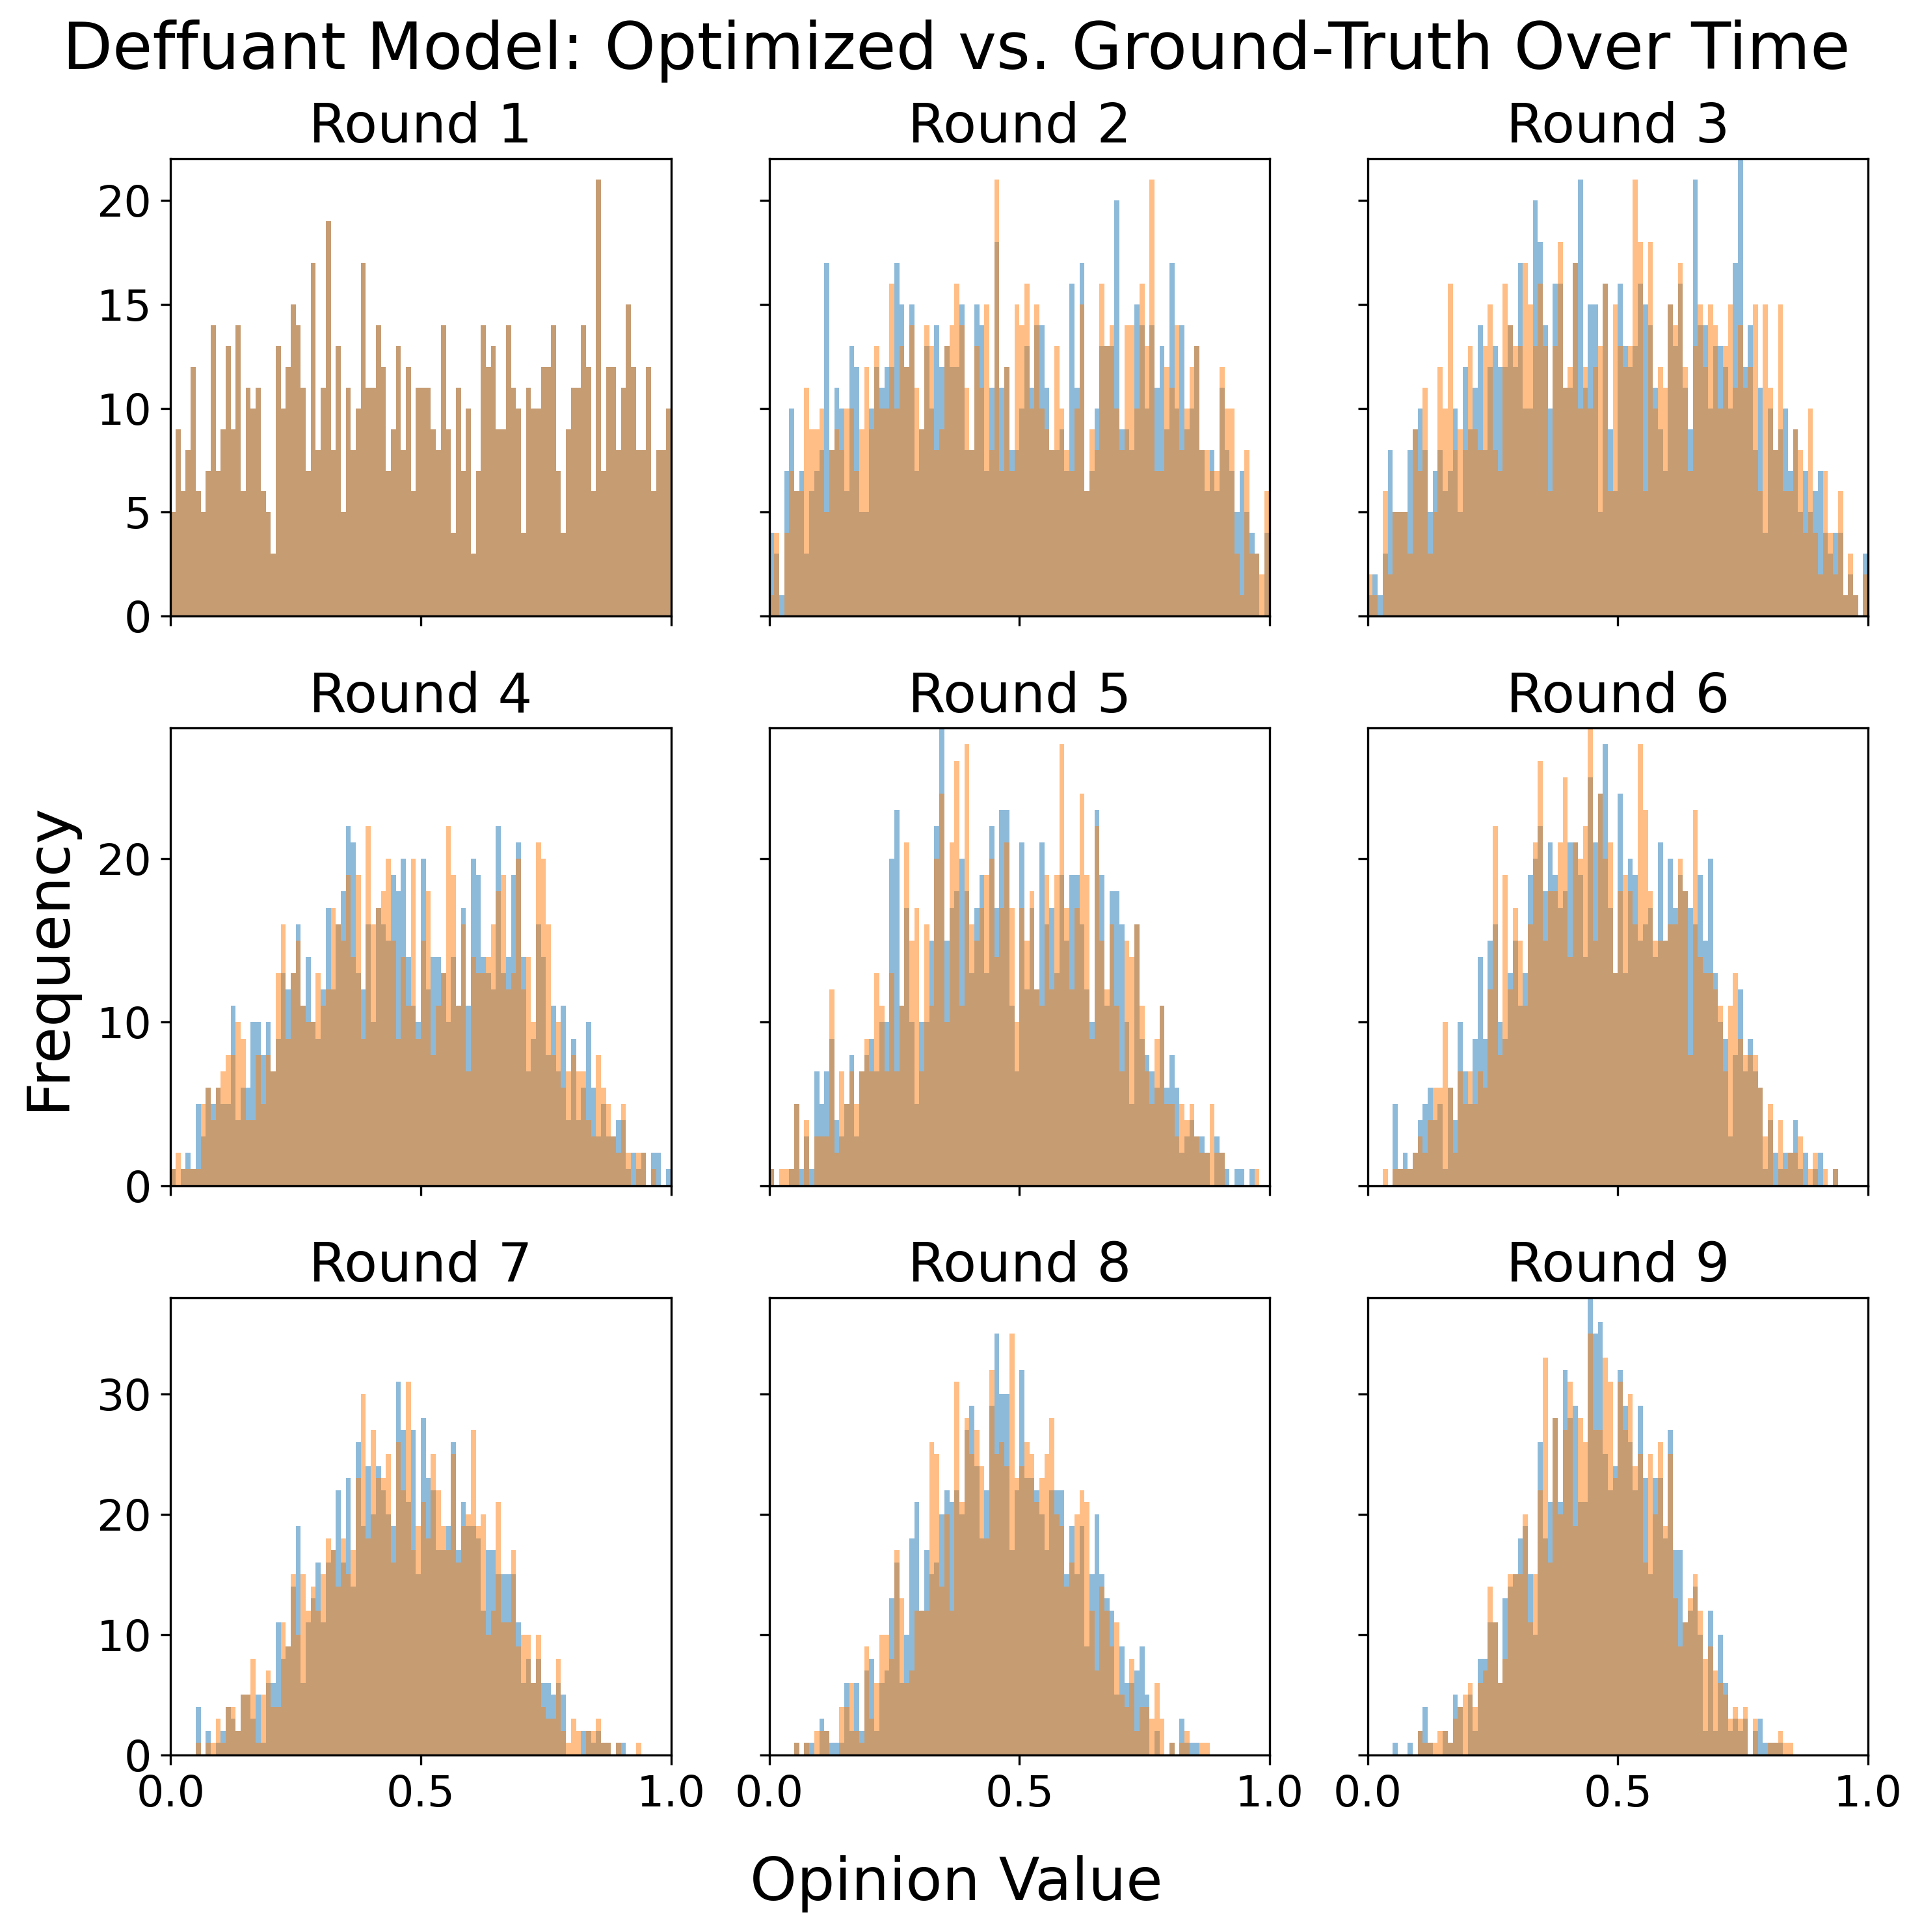 Deffuant Model: Optimized vs. Ground-Truth Over Time
Round 1
Round 2
Round 3
20
15
10
5
0
Round 4
Round 5
Round 6
20
10
0
Frequency
Round 7
Round 8
Round 9
30
20
10
0
0.0 0.5 1.0
0.0 0.5 1.0
0.0 0.5 1.0
Opinion Value